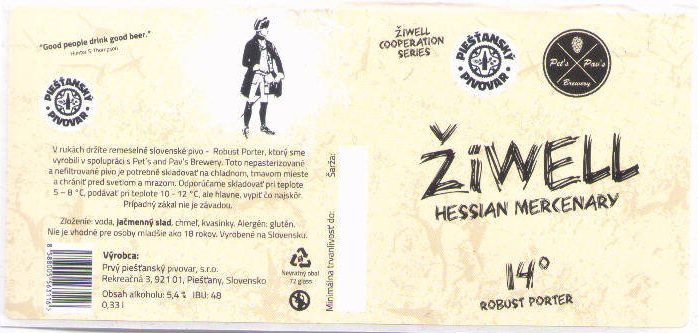 "Good people drink good beer."
Hunter S. Thompson
PIEŠŤANSKÝ
PIVOVAR
V rukách držíte remeselné slovenské pivo - Robust Porter, ktorý sme
vyrobili v spolupráci s Pet's and Pav's Brewery. Toto nepasterizované
a nefiltrované pivo je potrebné skladovať na chladnom, tmavom mieste
a chrániť pred svetlom a mrazom. Odporúčame skladovať pri teplote
5 - 8 °C, podávať pri teplote 10 - 12 °C, ale hlavne, vypiť čo najskôr.
Prípadný zákal nie je závadou.
Zloženie: voda, jačmenný slad, chmeľ, kvasinky. Alergén: glutén.
Nie je vhodné pre osoby mladšie ako 18 rokov. Vyrobené na Slovensku.
Výrobca:
Prvý piešťanský pivovar, s.r.o.
Rekreačná 3, 921 01, Piešťany, Slovensko
Obsah alkoholu: 5,4 % IBU: 48
0,33 l
Nevratný obal
72 glass
Šarža:
Minimálna trvanlivosť do:
ŽIWELL
COOPERATION
SERIES
PIEŠŤANSKÝ
PIVOVAR
Pet's Pav's
Brewery
ŽiWELL
HESSIAN MERCENARY
14°
ROBUST PORTER